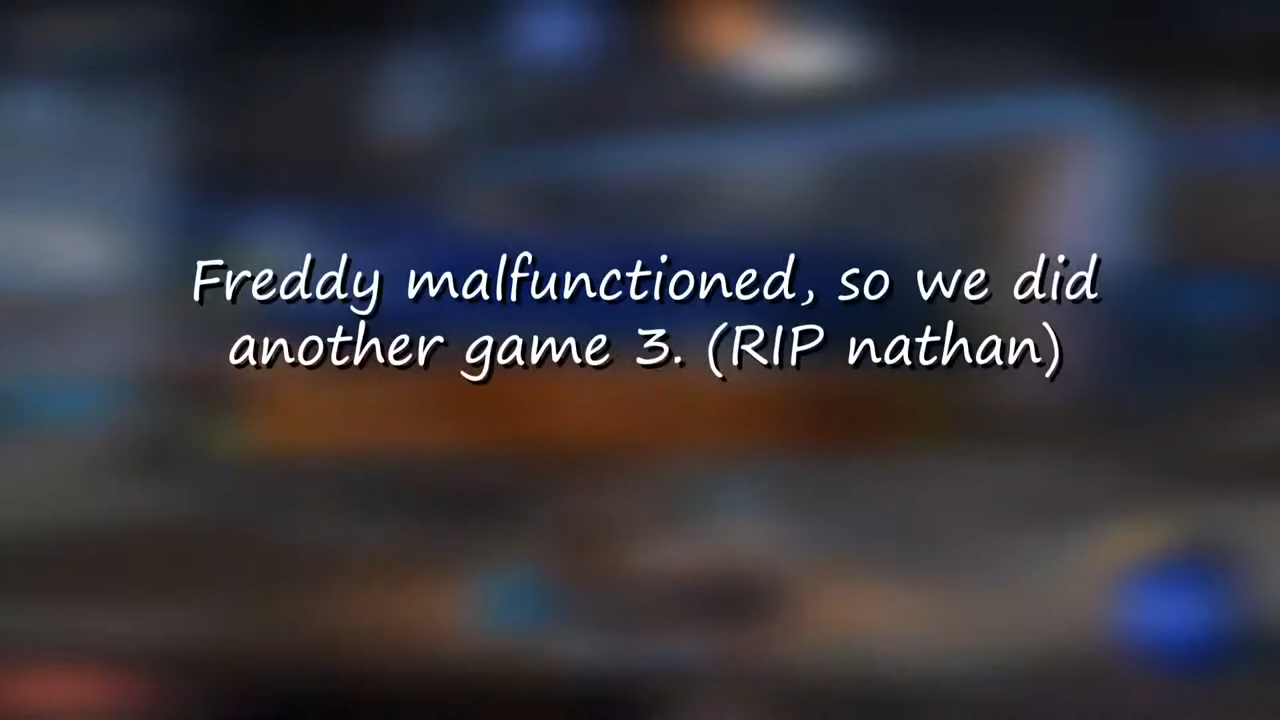 Freddy malfunctioned, so we did
another game 3. (RIP nathan)